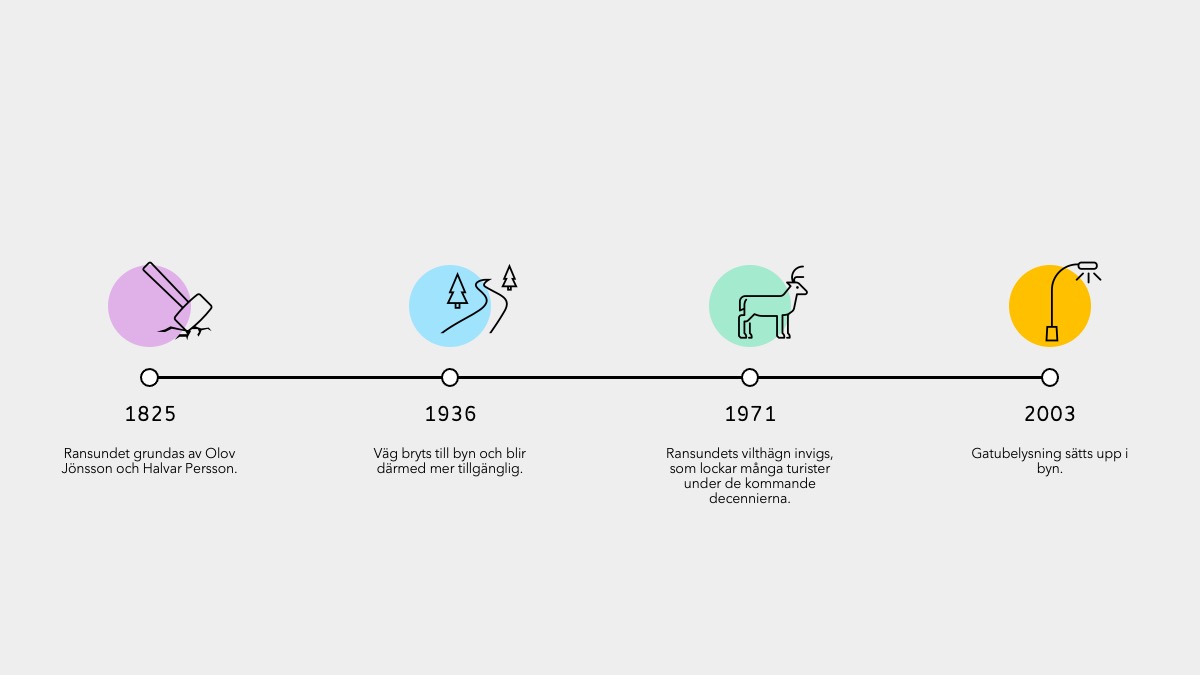 1825
Ransundet grundas av Olov
Jönsson och Halvar Persson.
1936
Väg bryts till byn och blir
därmed mer tillgänglig.
1971
Ransundets vilthägn invigs,
som lockar många turister
under de kommande
decennierna.
2003
Gatubelysning sätts upp i
byn.